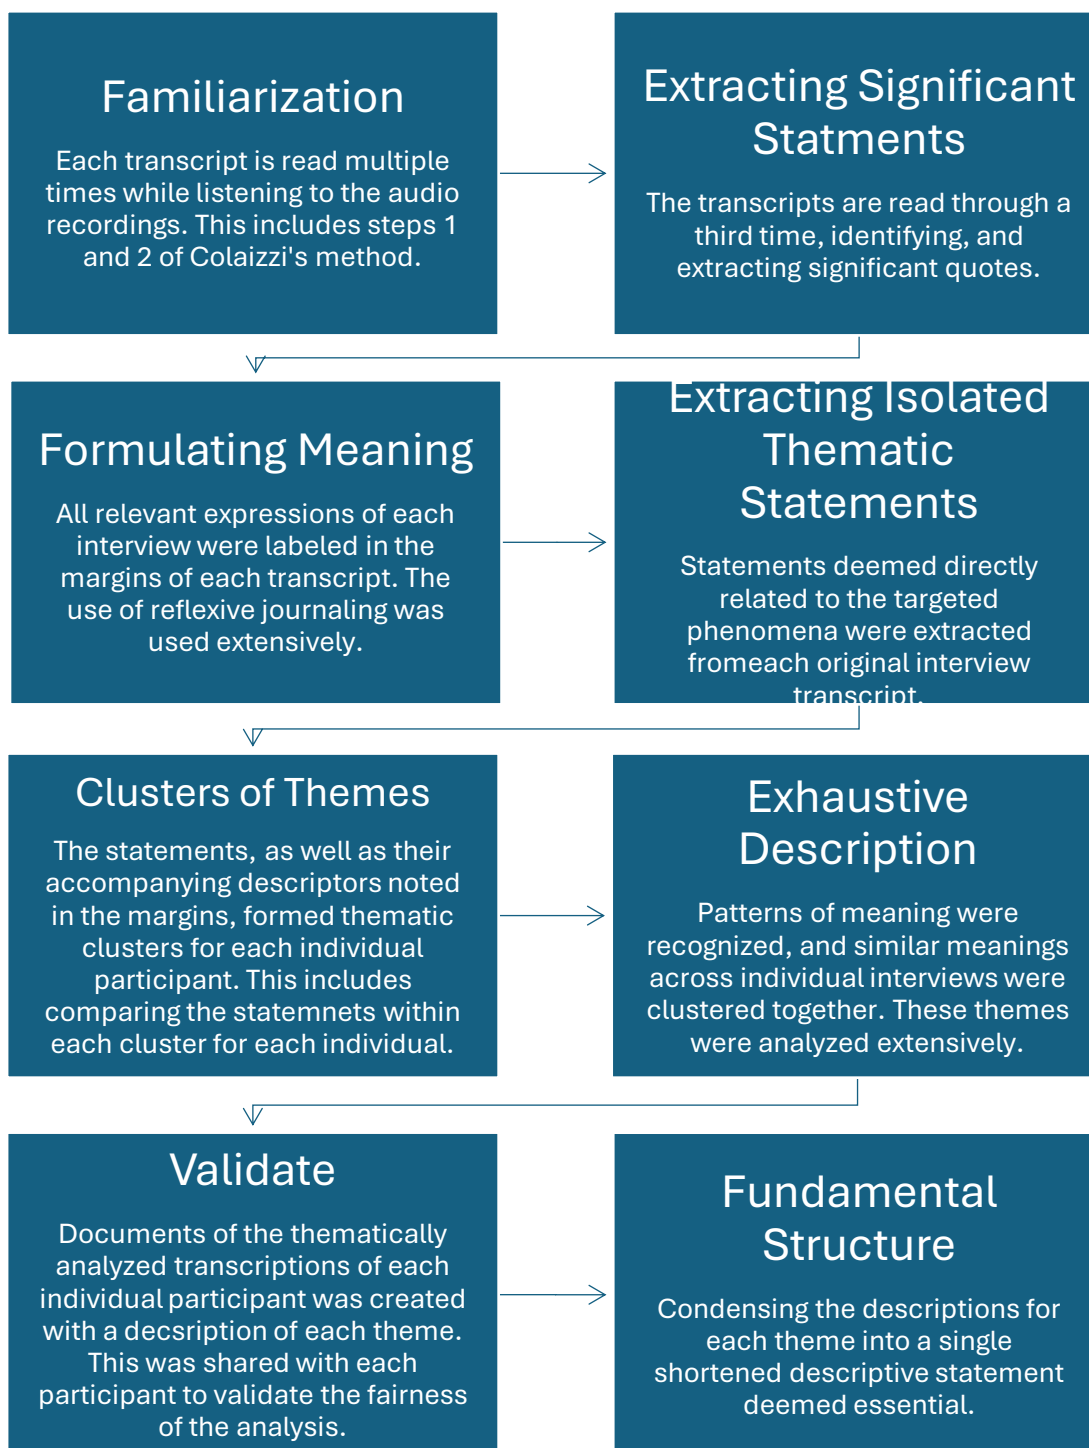 Familiarization
Each transcript is read multiple
times while listening to the audio
recordings. This includes steps 1
and 2 of Colaizzi's method.
Extracting Significant
Statments
The transcripts are read through a
third time, identifying, and
extracting significant quotes.
Formulating Meaning
All relevant expressions of each
interview were labeled in the
margins of each transcript. The
use of reflexive journaling was
used extensively.
Extracting Isolated
Thematic
Statements
Statements deemed directly
related to the targeted
phenomena were extracted
fromeach original interview
transcript.
Clusters of Themes
The statements, as well as their
accompanying descriptors noted
in the margins, formed thematic
clusters for each individual
participant. This includes
comparing the statemnets within
each cluster for each individual.
Exhaustive
Description
Patterns of meaning were
recognized, and similar meanings
across individual interviews were
clustered together. These themes
were analyzed extensively.
Validate
Documents of the thematically
analyzed transcriptions of each
individual participant was created
with a decsription of each theme.
This was shared with each
participant to validate the fairness
of the analysis.
Fundamental
Structure
Condensing the descriptions for
each theme into a single
shortened descriptive statement
deemed essential.